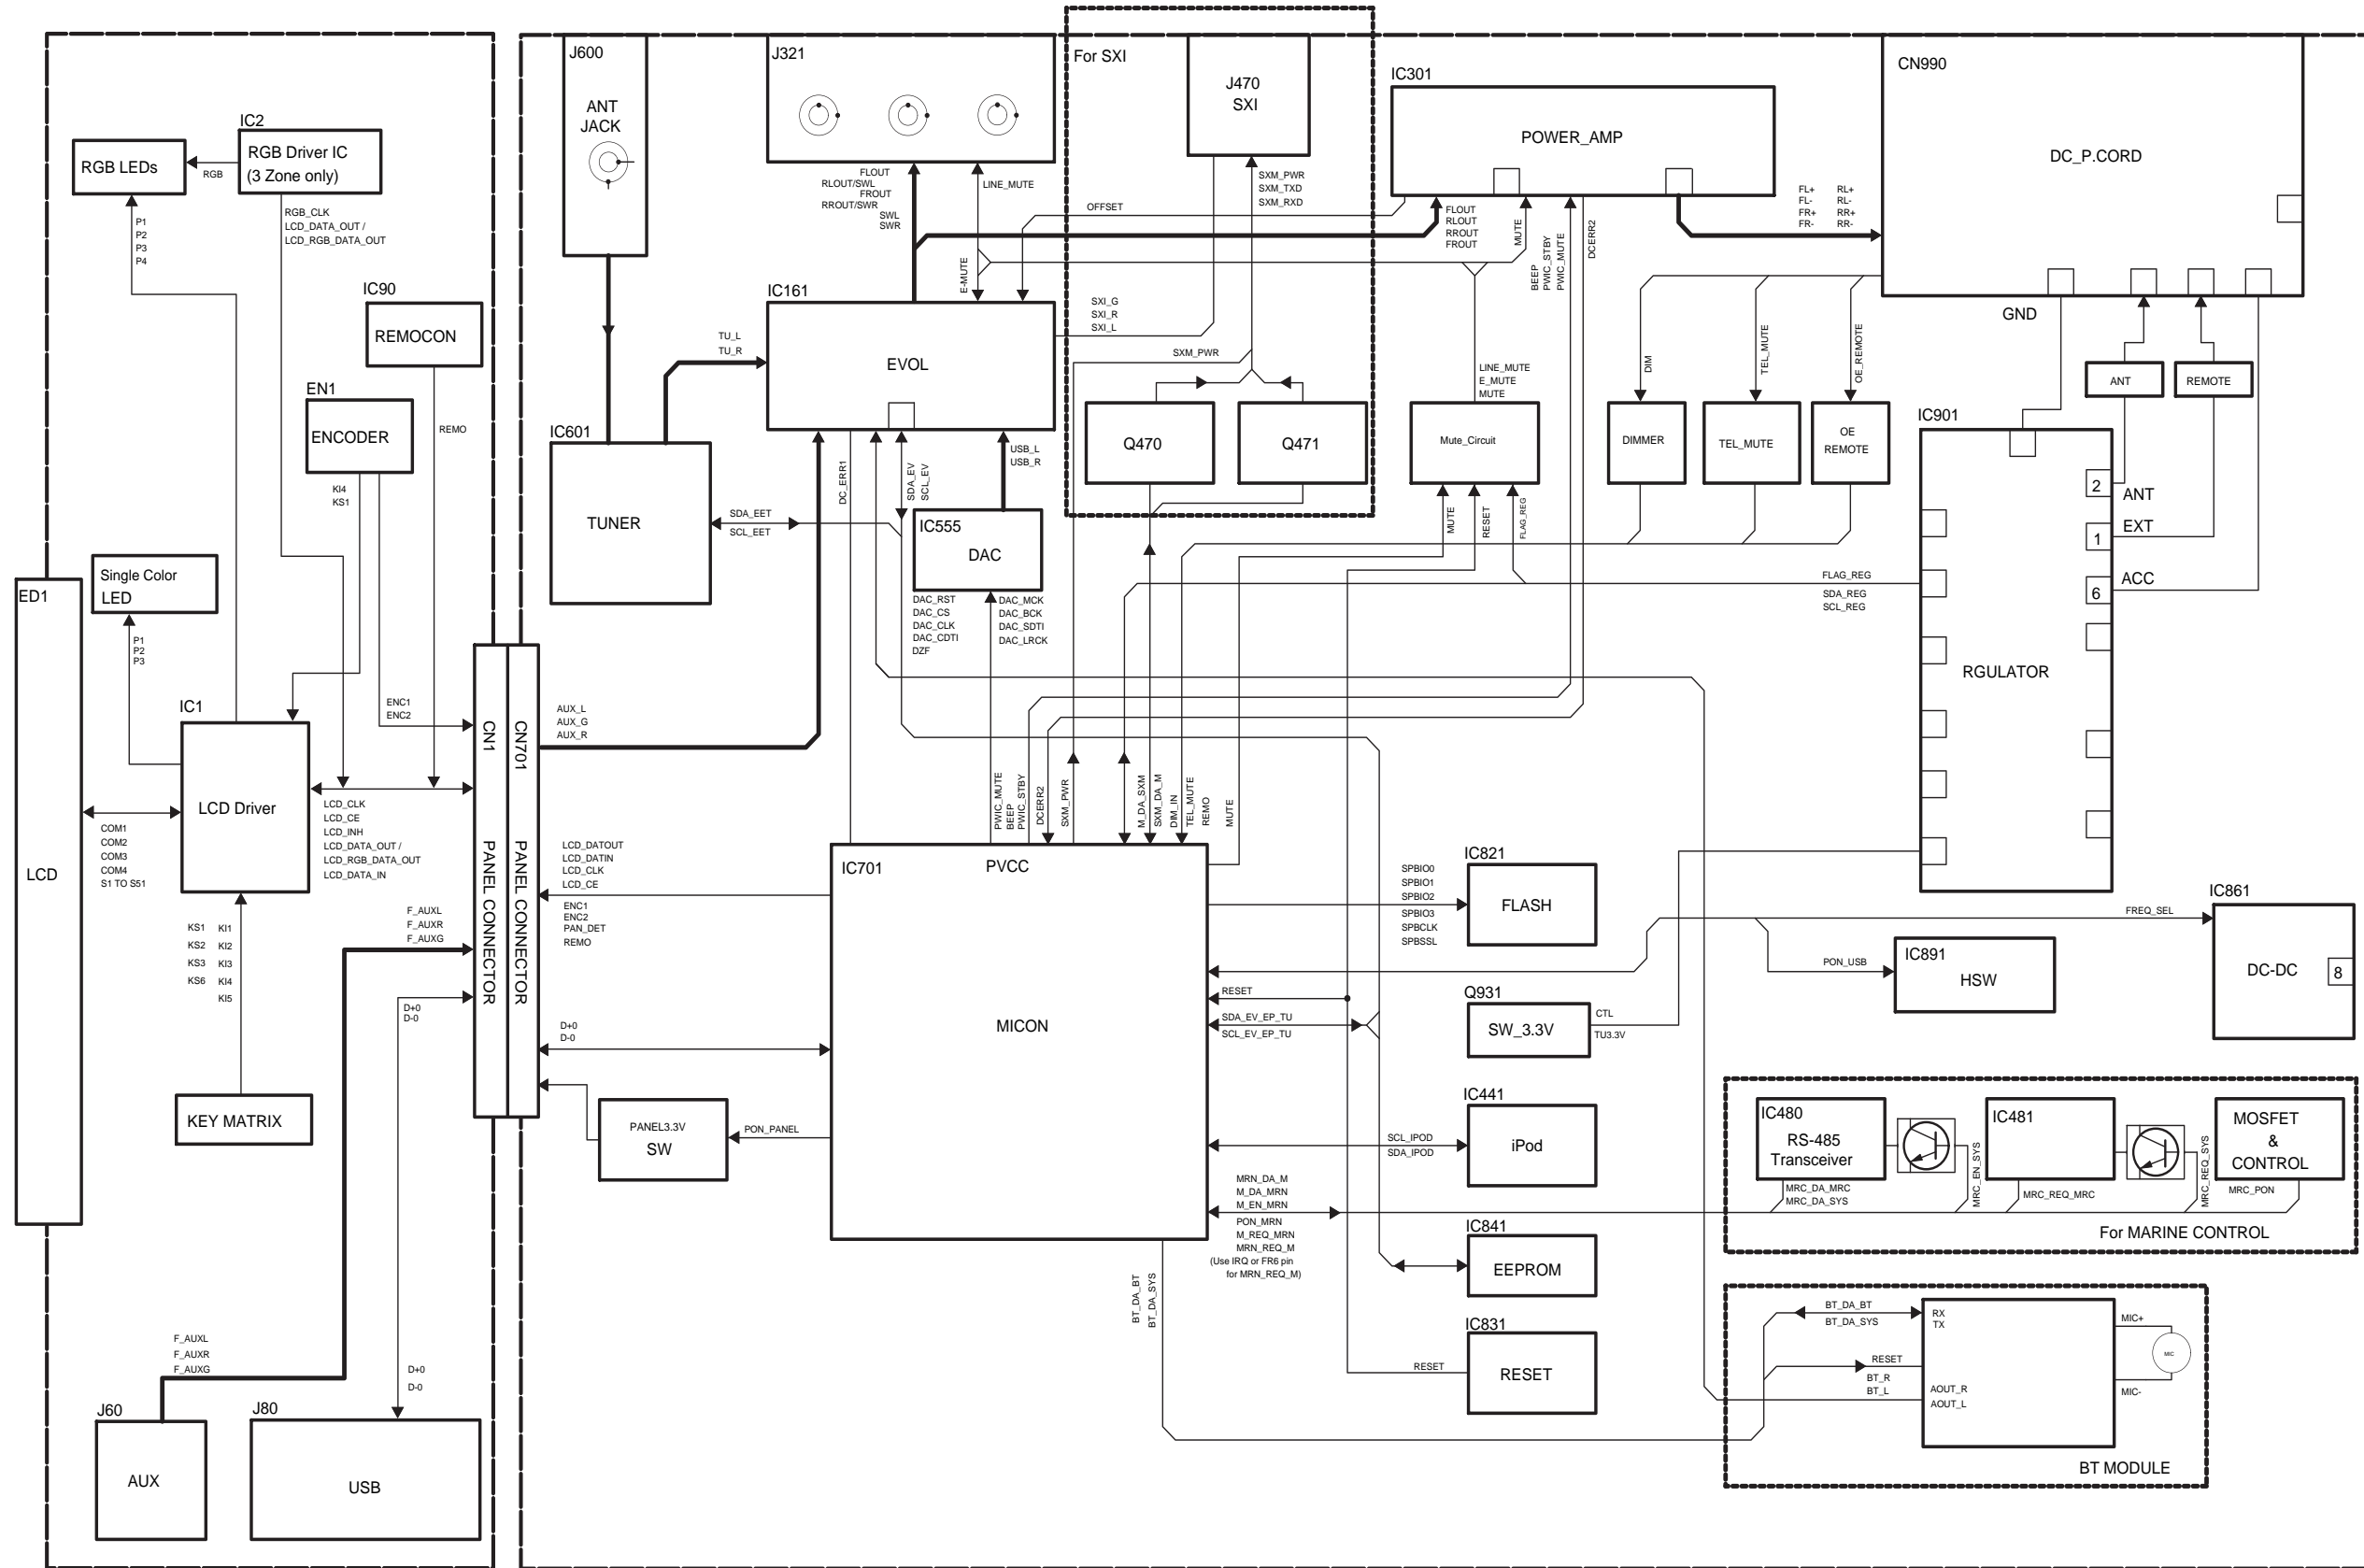 J600
ANT
JACK
J321
For SXI
J470
SXI
IC301
POWER_AMP
CN990
DC_P.CORD
IC2
RGB Driver IC
(3 Zone only)
RGB LEDs
RGB
P1
P2
P3
P4
RGB_CLK
LCD_DATA_OUT /
LCD_RGB_DATA_OUT
IC90
REMOCON
EN1
ENCODER
REMO
KI4
KS1
ED1
LCD
Single Color
LED
P1
P2
P3
IC1
LCD Driver
ENC1
ENC2
COM1
COM2
COM3
COM4
S1 TO S51
LCD_CLK
LCD_CE
LCD_INH
LCD_DATA_OUT /
LCD_RGB_DATA_OUT
LCD_DATA_IN
KS1 KI1
KS2 KI2
KS3 KI3
KS6 KI4
KI5
KEY MATRIX
F_AUXL
F_AUXR
F_AUXG
D+0
D-0
F_AUXL
F_AUXR
F_AUXG
D+0
D-0
J60
AUX
J80
USB
CN1 PANEL CONNECTOR
CN701 PANEL CONNECTOR
FLOUT
RLOUT/SWL
FROUT
RROUT/SWR
SWL
SWR
LINE_MUTE
E-MUTE
SXM_PWR
SXM_TXD
SXM_RXD
OFFSET
FLOUT
RLOUT
RROUT
FROUT
MUTE
BEEP
PWIC_STBY
PWIC_MUTE
DCERR2
FL+ RL+
FL- RL-
FR+ RR+
FR- RR-
IC161
EVOL
TU_L
TU_R
SXI_G
SXI_R
SXI_L
SXM_PWR
Q470
Q471
LINE_MUTE
E_MUTE
MUTE
Mute_Circuit
DIM
TEL_MUTE
OE_REMOTE
DIMMER
TEL_MUTE
OE
REMOTE
GND
ANT
REMOTE
IC901
RGULATOR
2
ANT
EXT
1
ACC
6
IC601
TUNER
SDA_EET
SCL_EET
DC_ERR1
SDA_EV
SCL_EV
USB_L
USB_R
IC555
DAC
DAC_RST
DAC_CS
DAC_CLK
DAC_CDTI
DZF
DAC_MCK
DAC_BCK
DAC_SDTI
DAC_LRCK
MUTE
RESET
FLAG_REG
FLAG_REG
SDA_REG
SCL_REG
AUX_L
AUX_G
AUX_R
PWIC_MUTE
BEEP
PWIC_STBY
DCERR2
SXM_PWR
M_DA_SXM
SXM_DA_M
DIM_IN
TEL_MUTE
REMO
MUTE
LCD_DATOUT
LCD_DATIN
LCD_CLK
LCD_CE
ENC1
ENC2
PAN_DET
REMO
D+0
D-0
PANEL3.3V
SW
PON_PANEL
IC701
PVCC
MICON
SPBIO0
SPBIO1
SPBIO2
SPBIO3
SPBCLK
SPBSSL
IC821
FLASH
RESET
SDA_EV_EP_TU
SCL_EV_EP_TU
Q931
SW_3.3V
CTL
TU3.3V
FREQ_SEL
PON_USB
IC891
HSW
IC861
DC-DC
8
IC441
iPod
SCL_IPOD
SDA_IPOD
MRN_DA_M
M_DA_MRN
M_EN_MRN
PON_MRN
M_REQ_MRN
MRN_REQ_M
(Use IRQ or FR6 pin
for MRN_REQ_M)
IC841
EEPROM
IC831
RESET
RESET
BT_DA_BT
BT_DA_SYS
IC480
RS-485
Transceiver
MRC_DA_MRC
MRC_DA_SYS
MRC_EN_SYS
IC481
MRC_REQ_MRC
MRC_REQ_SYS
MOSFET
&
CONTROL
MRC_PON
For MARINE CONTROL
BT_DA_BT
BT_DA_SYS
RX
TX
RESET
BT_R
BT_L
AOUT_R
AOUT_L
MIC+
MIC
MIC-
BT MODULE